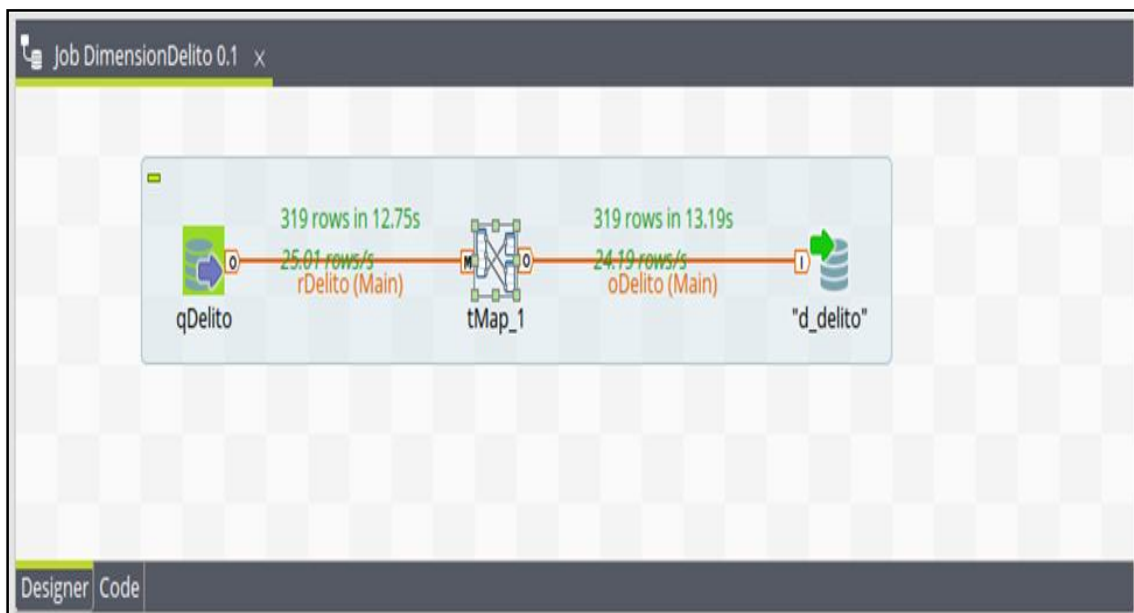 Job DimensionDelito 0.1
319 rows in 12.75s
319 rows in 13.19s
25.01 rows/s
24.19 rows/s
O
M
O
I
rDelito (Main)
oDelito (Main)
qDelito
tMap_1
"d_delito"
Designer
Code